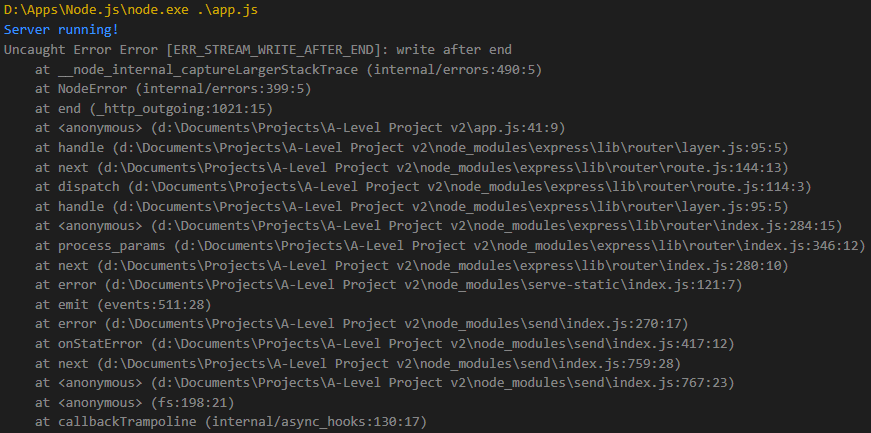 D:\Apps\Node.js\node.exe .\app.js
Server running!
Uncaught Error Error [ERR_STREAM_WRITE_AFTER_END]: write after end
    at __node_internal_captureLargerStackTrace (internal/errors:490:5)
    at NodeError (internal/errors:399:5)
    at end (_http_outgoing:1021:15)
    at <anonymous> (d:\Documents\Projects\A-Level Project v2\app.js:41:9)
    at handle (d:\Documents\Projects\A-Level Project v2\node_modules\express\lib\router\layer.js:95:5)
    at next (d:\Documents\Projects\A-Level Project v2\node_modules\express\lib\router\route.js:144:13)
    at dispatch (d:\Documents\Projects\A-Level Project v2\node_modules\express\lib\router\route.js:114:3)
    at handle (d:\Documents\Projects\A-Level Project v2\node_modules\express\lib\router\layer.js:95:5)
    at <anonymous> (d:\Documents\Projects\A-Level Project v2\node_modules\express\lib\router\index.js:284:15)
    at process_params (d:\Documents\Projects\A-Level Project v2\node_modules\express\lib\router\index.js:346:12)
    at next (d:\Documents\Projects\A-Level Project v2\node_modules\express\lib\router\index.js:280:10)
    at error (d:\Documents\Projects\A-Level Project v2\node_modules\serve-static\index.js:121:7)
    at emit (events:511:28)
    at error (d:\Documents\Projects\A-Level Project v2\node_modules\send\index.js:270:17)
    at onStatError (d:\Documents\Projects\A-Level Project v2\node_modules\send\index.js:417:12)
    at next (d:\Documents\Projects\A-Level Project v2\node_modules\send\index.js:759:28)
    at <anonymous> (d:\Documents\Projects\A-Level Project v2\node_modules\send\index.js:767:23)
    at <anonymous> (fs:198:21)
    at callbackTrampoline (internal/async_hooks:130:17)